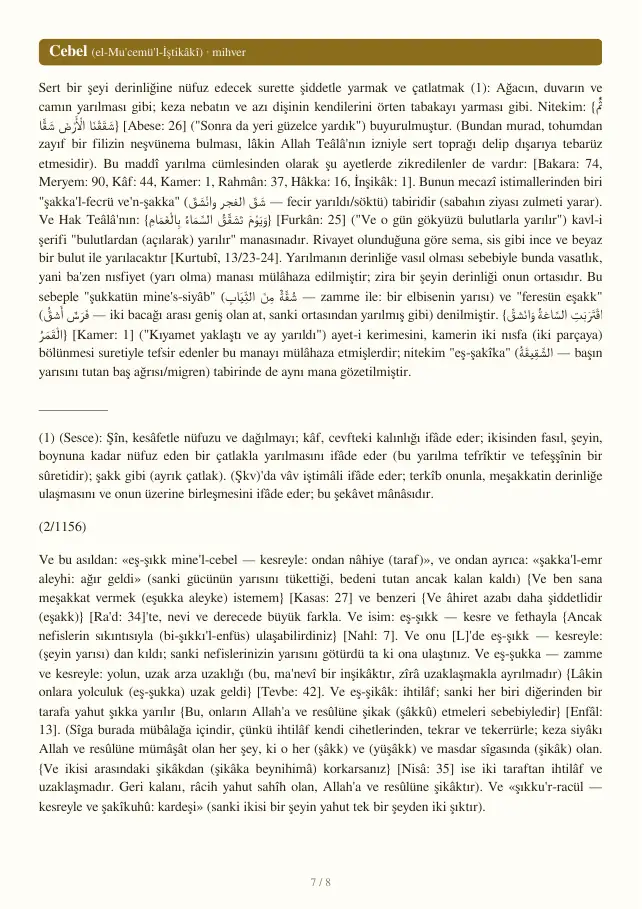 Cebel (el-Mu'cemü'l-İştikâkî) · mihver
Sert bir şeyi derinliğine nüfuz edecek surette şiddetle yarmak ve çatlatmak (1): Ağacın, duvarın ve
camın yarılması gibi; keza nebatın ve azı dişinin kendilerini örten tabakayı yarması gibi. Nitekim: {ثُمَّ
شَقَقْنَا الْأَرْضَ شَقًّا} [Abese: 26] ("Sonra da yeri güzelce yardık") buyurulmuştur. (Bundan murad, tohumdan
zayıf bir filizin neşvünema bulması, lâkin Allah Teâlâ'nın izniyle sert toprağı delip dışarıya tebarüz
etmesidir). Bu maddî yarılma cümlesinden olarak şu ayetlerde zikredilenler de vardır: [Bakara: 74,
Meryem: 90, Kâf: 44, Kamer: 1, Rahmân: 37, Hâkka: 16, İnşikâk: 1]. Bunun mecazî istimallerinden biri
"şakka'l-fecrü ve'n-şakka" (شَقَّ الفجر وانْشَقَّ — fecir yarıldı/söktü) tabiridir (sabahın ziyası zulmeti yarar).
Ve Hak Teâlâ'nın: {وَيَوْمَ تَشَقَّقُ السَّمَاءُ بِالْغَمَامِ} [Furkân: 25] ("Ve o gün gökyüzü bulutlarla yarılır") kavl-i
şerifi "bulutlardan (açılarak) yarılır" manasınadır. Rivayet olunduğuna göre sema, sis gibi ince ve beyaz
bir bulut ile yarılacaktır [Kurtubî, 13/23-24]. Yarılmanın derinliğe vasıl olması sebebiyle bunda vasatlık,
yani ba'zen nısfiyet (yarı olma) manası mülâhaza edilmiştir; zira bir şeyin derinliği onun ortasıdır. Bu
sebeple "şukkatün mine's-siyâb" (شُقَّةٌ مِنَ الثِّيَابِ — zamme ile: bir elbisenin yarısı) ve "feresün eşakk"
(فَرَسٌ أَشَقُّ — iki bacağı arası geniş olan at, sanki ortasından yarılmış gibi) denilmiştir. {اقْتَرَبَتِ السَّاعَةُ وَانْشَقَّ
الْقَمَرُ} [Kamer: 1] ("Kıyamet yaklaştı ve ay yarıldı") ayet-i kerimesini, kamerin iki nısfa (iki parçaya)
bölünmesi suretiyle tefsir edenler bu manayı mülâhaza etmişlerdir; nitekim "eş-şakîka" (الشَّقِيقَةُ — başın
yarısını tutan baş ağrısı/migren) tabirinde de aynı mana gözetilmiştir.
(1) (Sesce): Şîn, kesâfetle nüfuzu ve dağılmayı; kâf, cevfteki kalınlığı ifâde eder; ikisinden fasıl, şeyin,
boynuna kadar nüfuz eden bir çatlakla yarılmasını ifâde eder (bu yarılma tefrîktir ve tefeşşînin bir
sûretidir); şakk gibi (ayrık çatlak). (Şkv)'da vâv iştimâli ifâde eder; terkîb onunla, meşakkatin derinliğe
ulaşmasını ve onun üzerine birleşmesini ifâde eder; bu şekâvet mânâsıdır.
(2/1156)
Ve bu asıldan: «eş-şıkk mine'l-cebel — kesreyle: ondan nâhiye (taraf)», ve ondan ayrıca: «şakka'l-emr
aleyhi: ağır geldi» (sanki gücünün yarısını tükettiği, bedeni tutan ancak kalan kaldı) {Ve ben sana
meşakkat vermek (eşukka aleyke) istemem} [Kasas: 27] ve benzeri {Ve âhiret azabı daha şiddetlidir
(eşakk)} [Ra'd: 34]'te, nevi ve derecede büyük farkla. Ve isim: eş-şıkk — kesre ve fethayla {Ancak
nefislerin sıkıntısıyla (bi-şıkkı'l-enfüs) ulaşabilirdiniz} [Nahl: 7]. Ve onu [L]'de eş-şıkk — kesreyle:
(şeyin yarısı) dan kıldı; sanki nefislerinizin yarısını götürdü ta ki ona ulaştınız. Ve eş-şukka — zamme
ve kesreyle: yolun, uzak arza uzaklığı (bu, ma'nevî bir inşikâktır, zîrâ uzaklaşmakla ayrılmadır) {Lâkin
onlara yolculuk (eş-şukka) uzak geldi} [Tevbe: 42]. Ve eş-şikâk: ihtilâf; sanki her biri diğerinden bir
tarafa yahut şıkka yarılır {Bu, onların Allah'a ve resûlüne şikak (şâkkû) etmeleri sebebiyledir} [Enfâl:
13]. (Sîga burada mübâlağa içindir, çünkü ihtilâf kendi cihetlerinden, tekrar ve tekerrürle; keza siyâkı
Allah ve resûlüne mümâşât olan her şey, ki o her (şâkk) ve (yüşâkk) ve masdar sîgasında (şikâk) olan.
{Ve ikisi arasındaki şikâkdan (şikâka beynihimâ) korkarsanız} [Nisâ: 35] ise iki taraftan ihtilâf ve
uzaklaşmadır. Geri kalanı, râcih yahut sahîh olan, Allah'a ve resûlüne şikâktır). Ve «şıkku'r-racül —
kesreyle ve şakîkuhû: kardeşi» (sanki ikisi bir şeyin yahut tek bir şeyden iki şıktır).
7 / 8